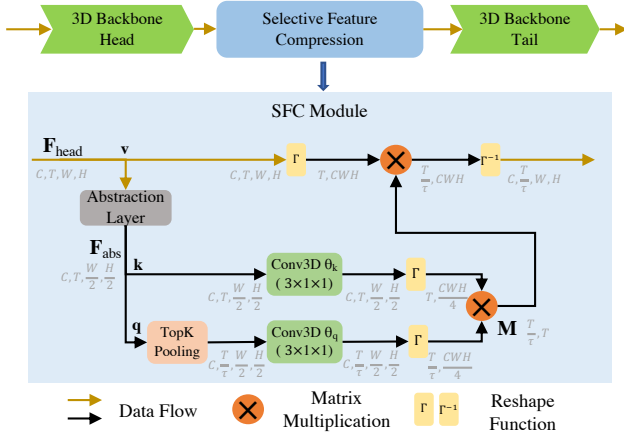 3D Backbone
Head
Selective Feature
Compression
3D Backbone
Tail
SFC Module
F_head
v
Γ
Γ⁻¹
C, T, W, H
C, T, W, H
T, CWH
T/τ, CWH
C, T/τ, W, H
Abstraction
Layer
F_abs
C, T, W/2, H/2
k
Conv3D θ_k
( 3×1×1 )
Γ
C, T, W/2, H/2
C, T, W/2, H/2
T, CWH/4
q
TopK
Pooling
Conv3D θ_q
( 3×1×1 )
Γ
M
T/τ, T
C, T/τ, W/2, H/2
C, T/τ, W/2, H/2
T/τ, CWH/4
Data Flow
Matrix
Multiplication
Γ
Γ⁻¹
Reshape
Function